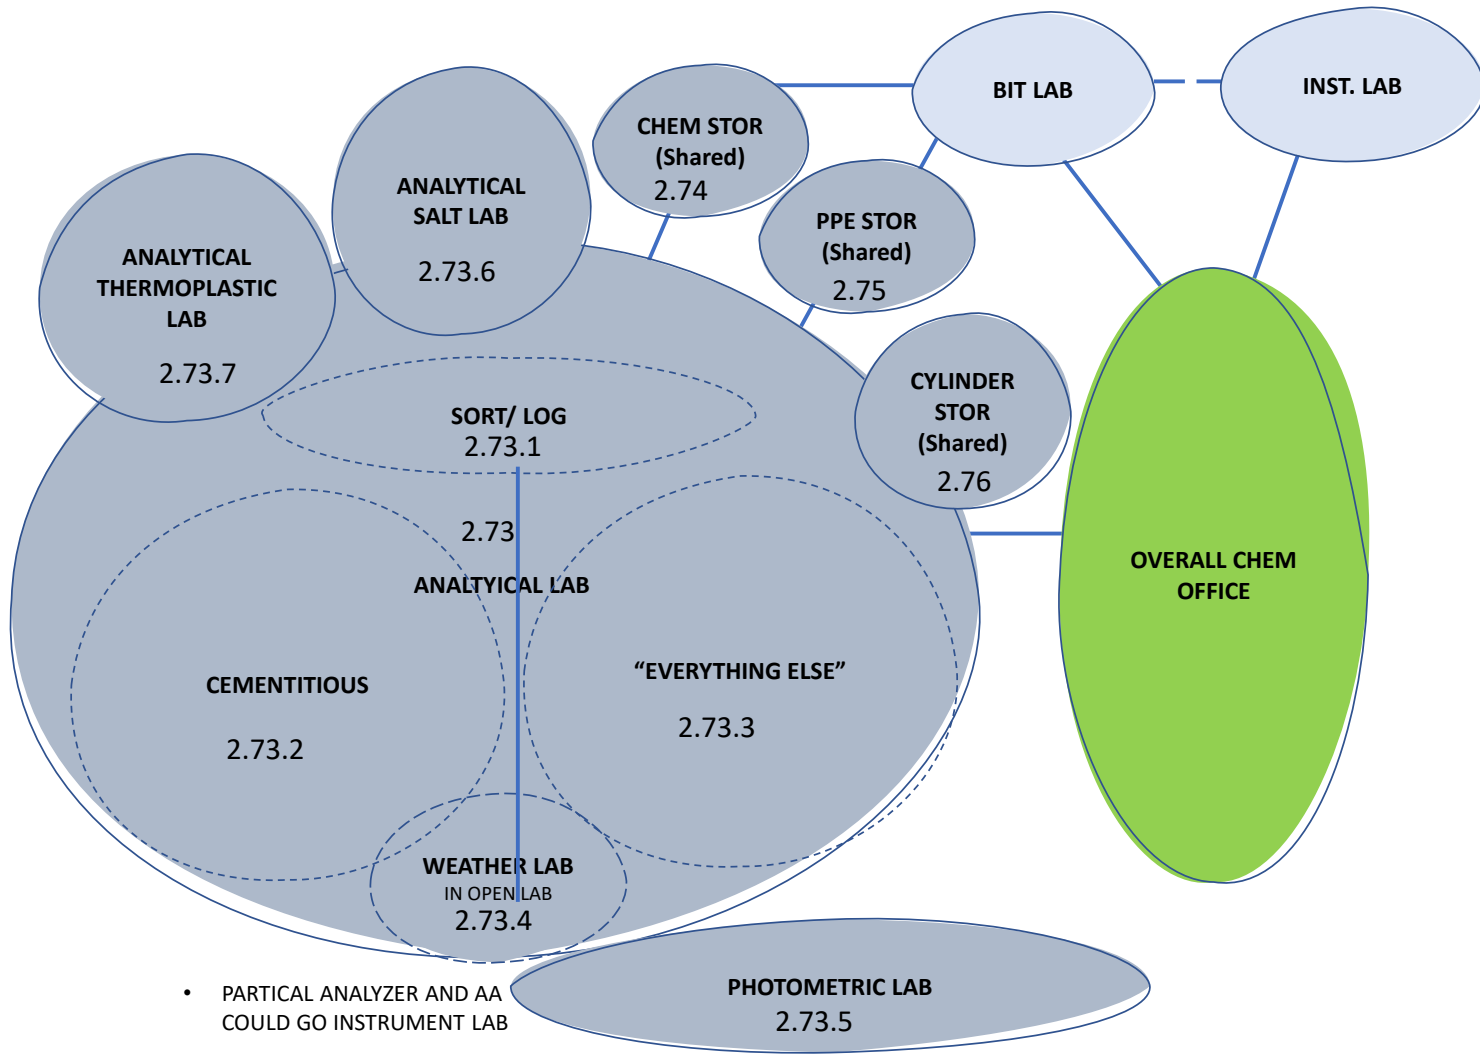 BIT LAB
INST. LAB
CHEM STOR
(Shared)
2.74
ANALYTICAL
SALT LAB
2.73.6
PPE STOR
(Shared)
2.75
ANALYTICAL
THERMOPLASTIC
LAB
2.73.7
CYLINDER
STOR
(Shared)
2.76
SORT/ LOG
2.73.1
2.73
ANALTYICAL LAB
OVERALL CHEM
OFFICE
CEMENTITIOUS
2.73.2
“EVERYTHING ELSE”
2.73.3
WEATHER LAB
IN OPEN LAB
2.73.4
• PARTICAL ANALYZER AND AA
COULD GO INSTRUMENT LAB
PHOTOMETRIC LAB
2.73.5